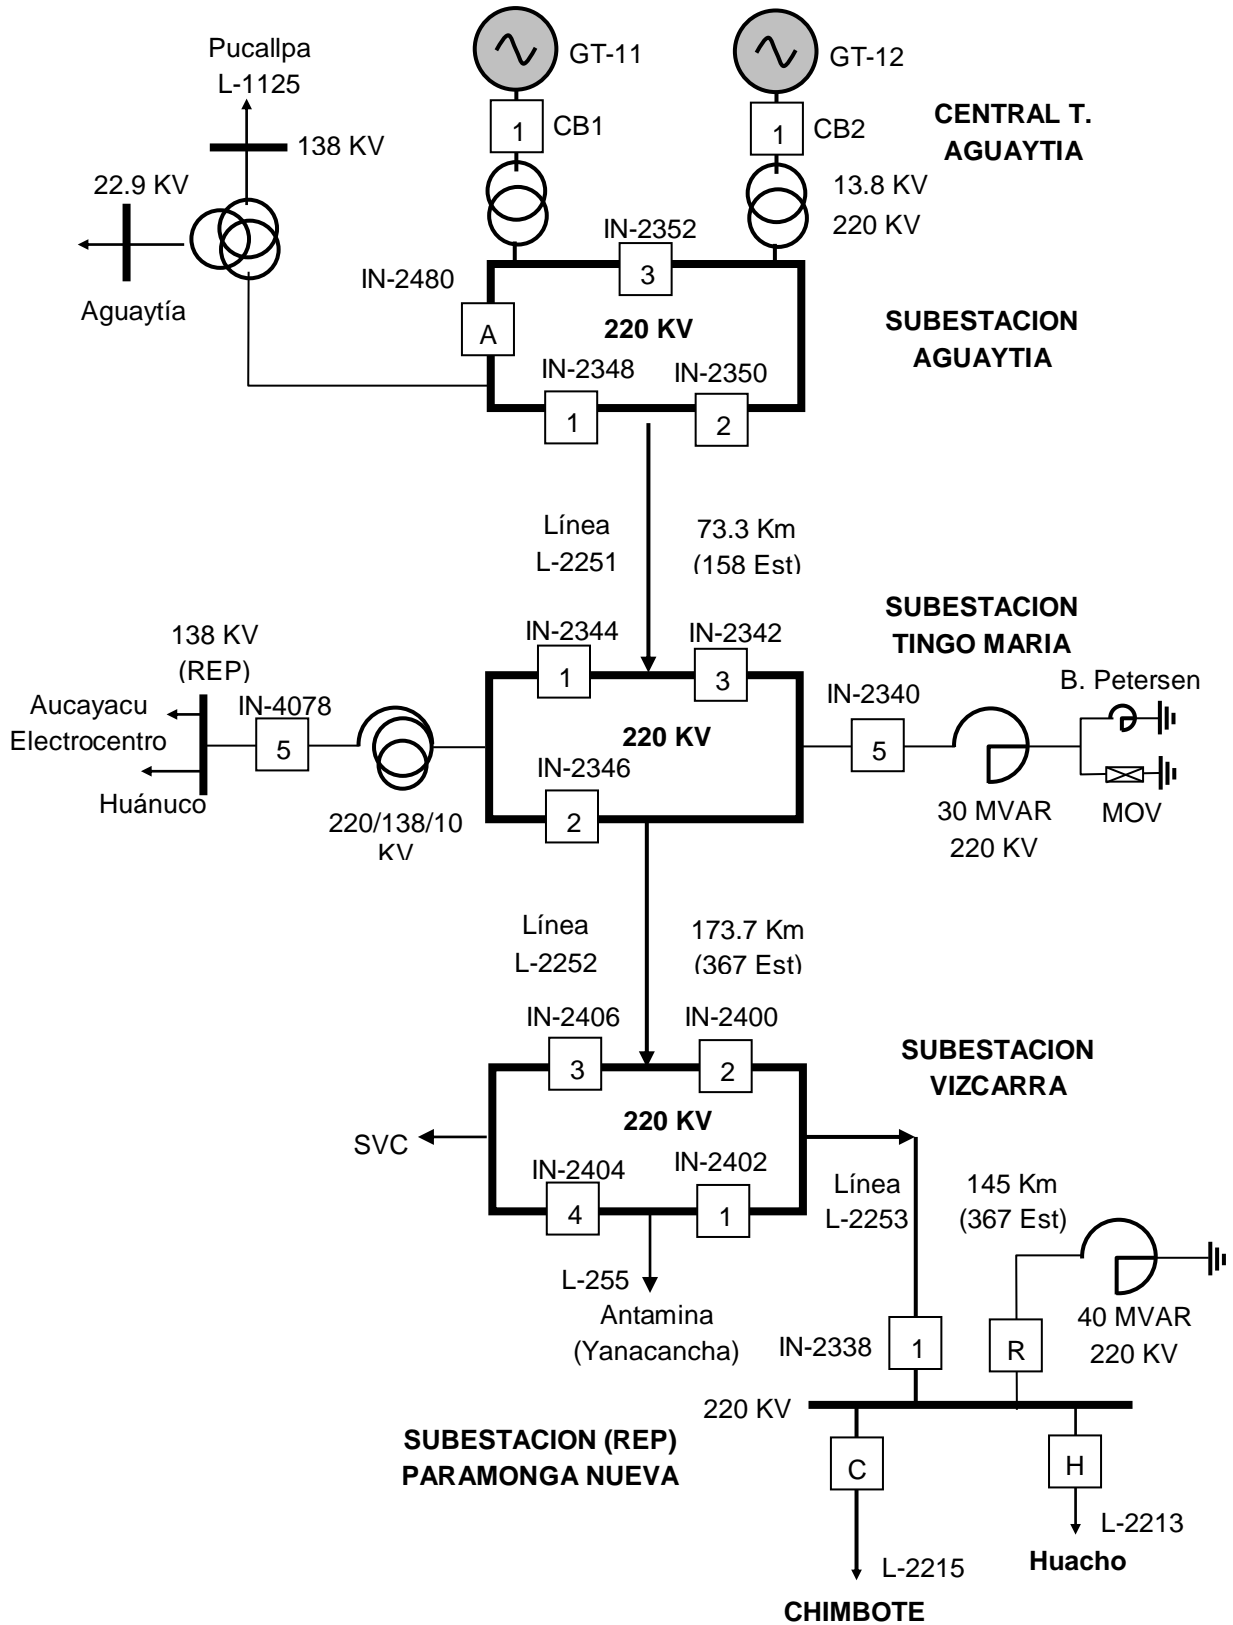 Pucallpa
L-1125
GT-11
GT-12
1
CB1
1
CB2
CENTRAL T.
AGUAYTIA
138 KV
22.9 KV
13.8 KV
220 KV
IN-2352
3
IN-2480
A
Aguaytía
220 KV
SUBESTACION
AGUAYTIA
IN-2348
IN-2350
1
2
Línea
L-2251
73.3 Km
(158 Est)
SUBESTACION
TINGO MARIA
138 KV
(REP)
IN-2344
IN-2342
1
3
Aucayacu
Electrocentro
IN-4078
5
Huánuco
220/138/10
KV
220 KV
IN-2346
2
IN-2340
5
B. Petersen
MOV
30 MVAR
220 KV
Línea
L-2252
173.7 Km
(367 Est)
IN-2406
IN-2400
3
2
SUBESTACION
VIZCARRA
220 KV
SVC
IN-2404
IN-2402
4
1
Línea
L-2253
145 Km
(367 Est)
L-255
Antamina
(Yanacancha)
IN-2338
1
R
40 MVAR
220 KV
220 KV
SUBESTACION (REP)
PARAMONGA NUEVA
C
H
L-2213
Huacho
L-2215
CHIMBOTE